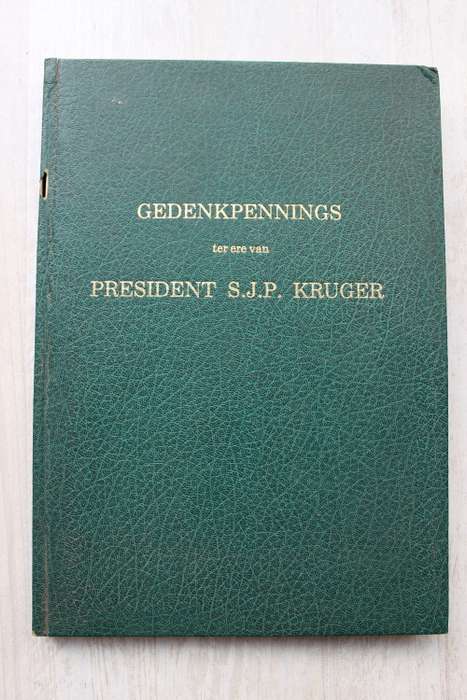 GEDENKPENNINGS
ter ere van
PRESIDENT S.J.P. KRUGER